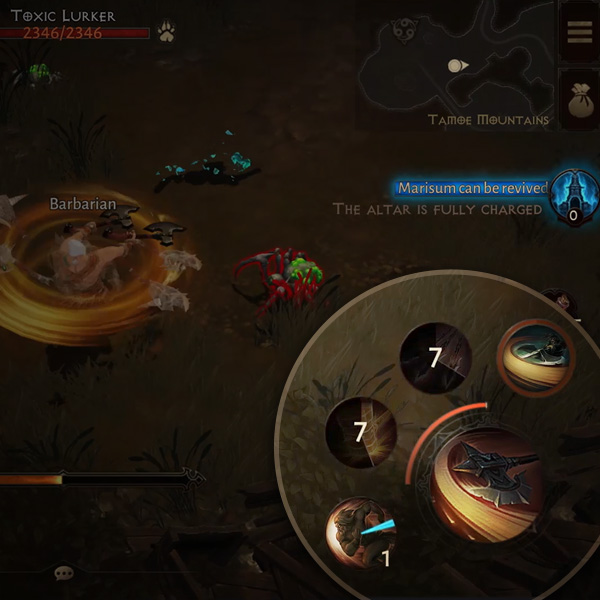 Toxic Lurker
2346/2346
Tamoe Mountains
Marisum can be revived
The altar is fully charged
0
Barbarian
7
7
1